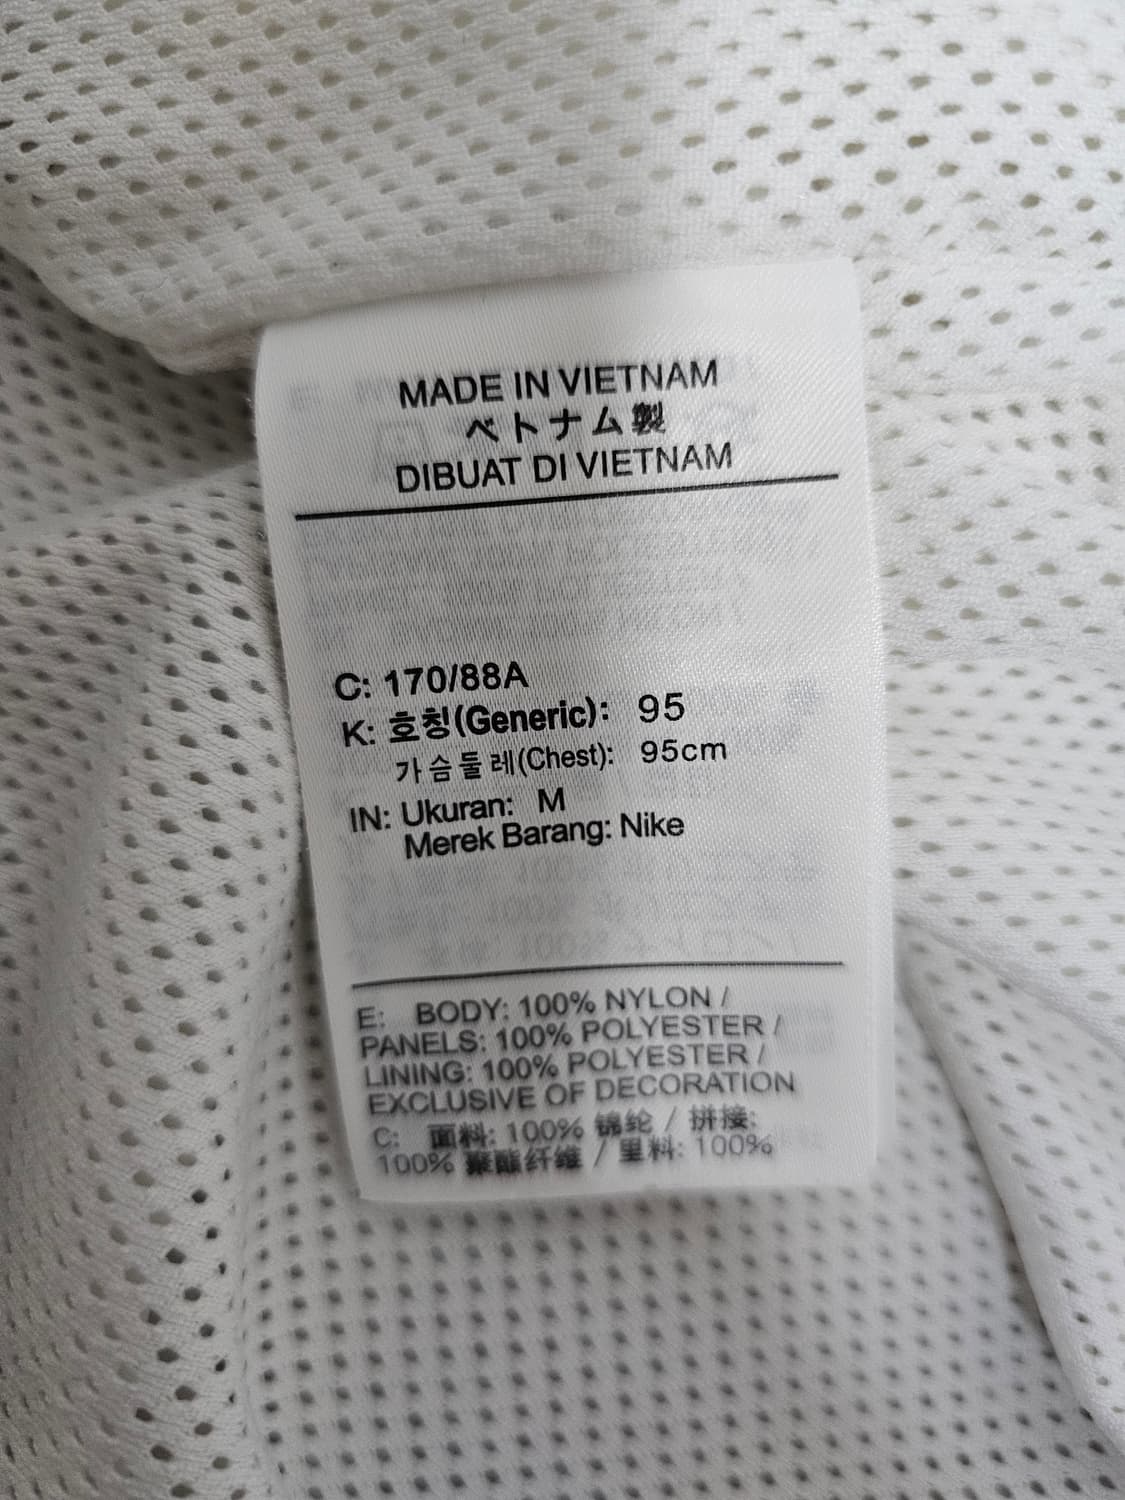 MADE IN VIETNAM
ベトナム製
DIBUAT DI VIETNAM
C: 170/88A
K: 호칭(Generic): 95
가슴둘레(Chest): 95cm
IN: Ukuran: M
Merek Barang: Nike
E: BODY: 100% NYLON /
PANELS: 100% POLYESTER /
LINING: 100% POLYESTER /
EXCLUSIVE OF DECORATION
C: 面料: 100% 锦纶 / 拼接:
100% 聚酯纤维 / 里料: 100%